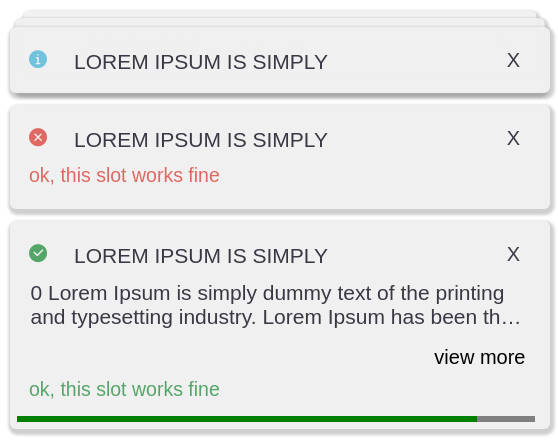 LOREM IPSUM IS SIMPLY X
LOREM IPSUM IS SIMPLY X
ok, this slot works fine
LOREM IPSUM IS SIMPLY X
0 Lorem Ipsum is simply dummy text of the printing
and typesetting industry. Lorem Ipsum has been th…
view more
ok, this slot works fine